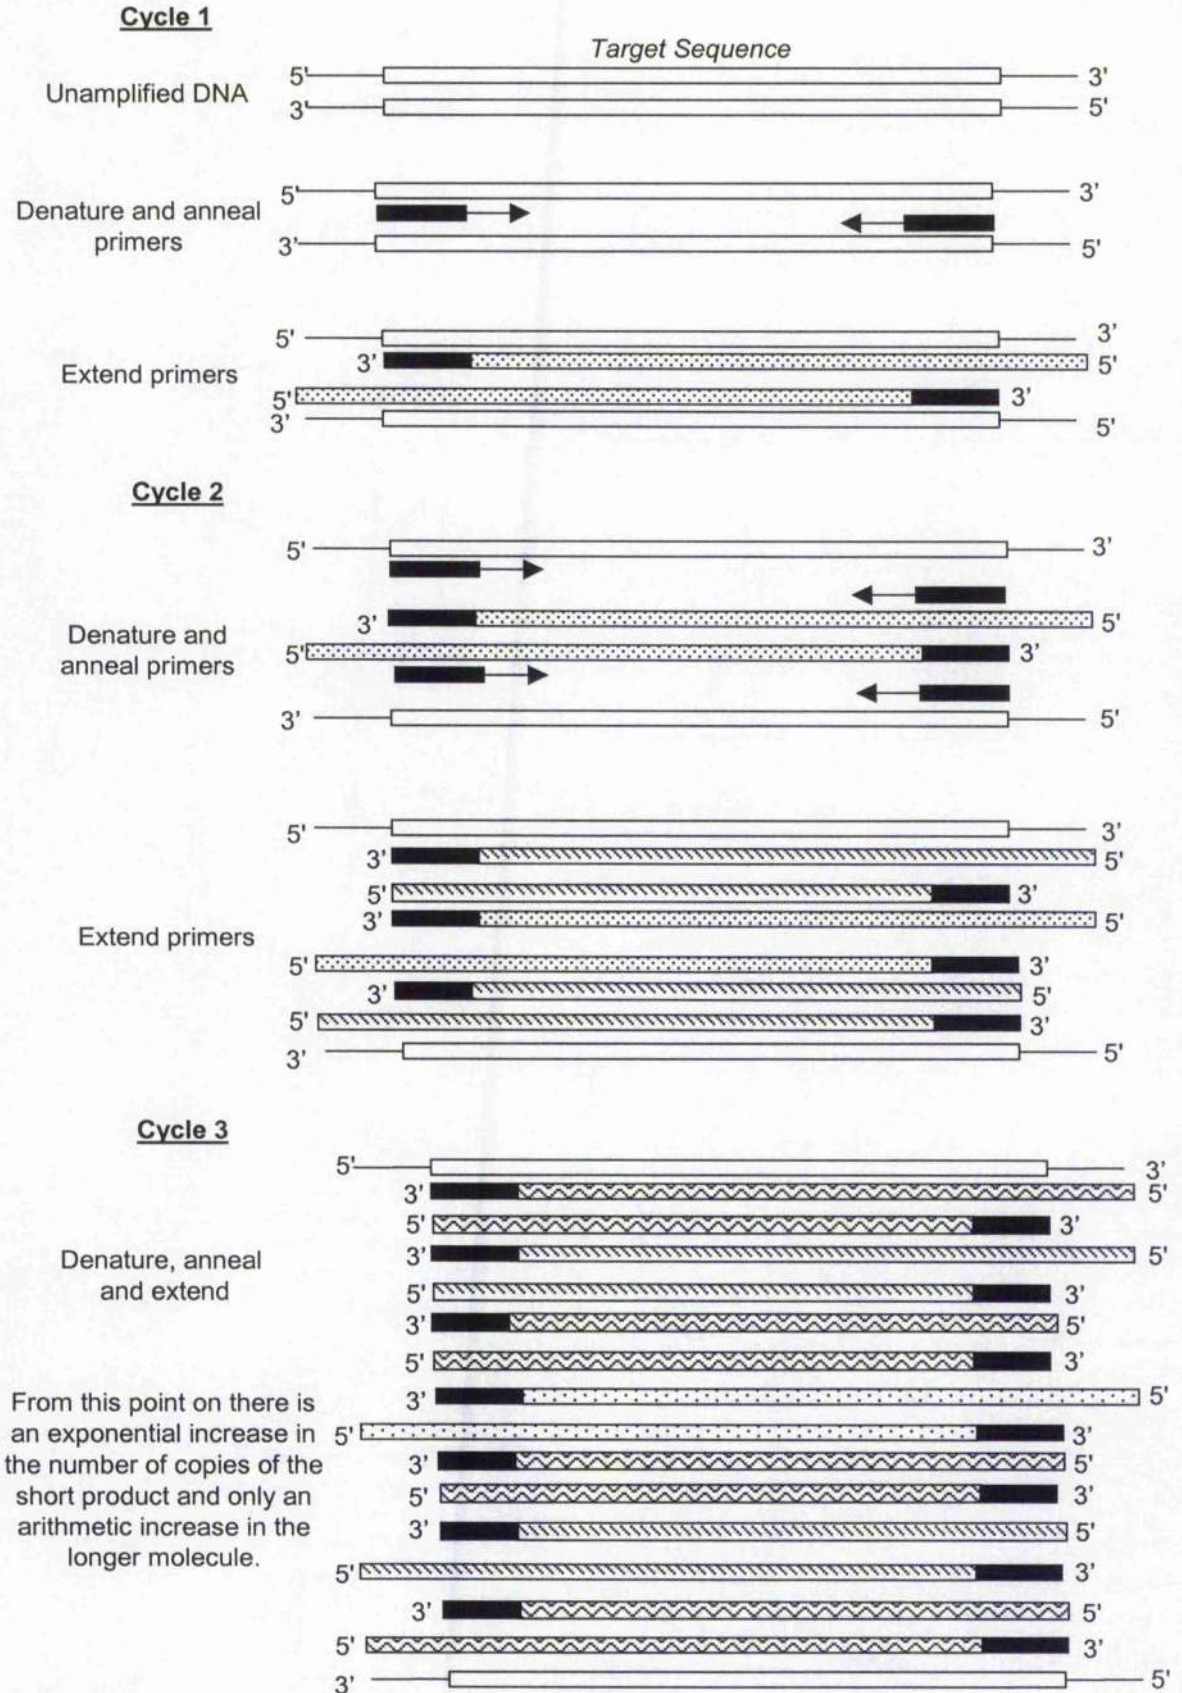 Cycle 1
Target Sequence
5' 3'
Unamplified DNA
3' 5'
5' 3'
Denature and anneal
primers
3' 5'
5' 3'
3' 5'
Extend primers
5' 3'
3' 5'
Cycle 2
5' 3'
3' 5'
Denature and
anneal primers
5' 3'
3' 5'
5' 3'
3' 5'
5' 3'
3' 5'
Extend primers
5' 3'
3' 5'
5' 3'
3' 5'
Cycle 3
5' 3'
3' 5'
5' 3'
3' 5'
Denature, anneal
and extend
5' 3'
3' 5'
5' 3'
3' 5'
From this point on there is
an exponential increase in
the number of copies of the
short product and only an
arithmetic increase in the
longer molecule.
5' 3'
3' 5'
5' 3'
3' 5'
5' 3'
3' 5'
5' 3'
3' 5'